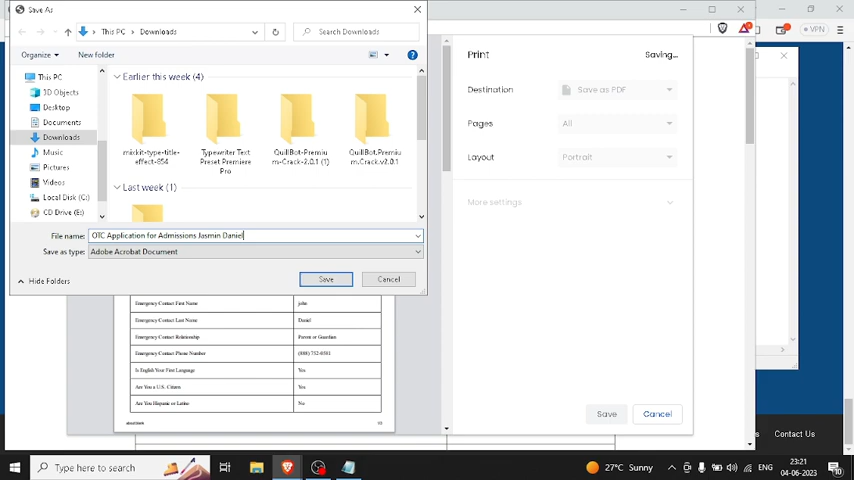 Save As
This PC
Downloads
Search Downloads
Organize
New folder
This PC
3D Objects
Desktop
Documents
Downloads
Music
Pictures
Videos
Local Disk (C:)
CD Drive (E:)
Earlier this week (4)
mixkit-type-title-
effect-854
Typewriter Text
Preset Premiere
Pro
QuillBot-Premiu
m-Crack-2.0.1 (1)
QuillBot.Premiu
m.Crack.v2.0.1
Last week (1)
File name:
OTC Application for Admissions Jasmin Daniel
Save as type:
Adobe Acrobat Document
Hide Folders
Save
Cancel
Print
Saving...
Destination
Save as PDF
Pages
All
Layout
Portrait
More settings
Save
Cancel
VPN
Emergency Contact First Name
john
Emergency Contact Last Name
Daniel
Emergency Contact Relationship
Parent or Guardian
Emergency Contact Phone Number
Is English Your First Language
Yes
Are You a U.S. Citizen
Yes
Are You Hispanic or Latino
No
about:blank
Contact Us
Type here to search
27°C Sunny
ENG
23:21
04-06-2023